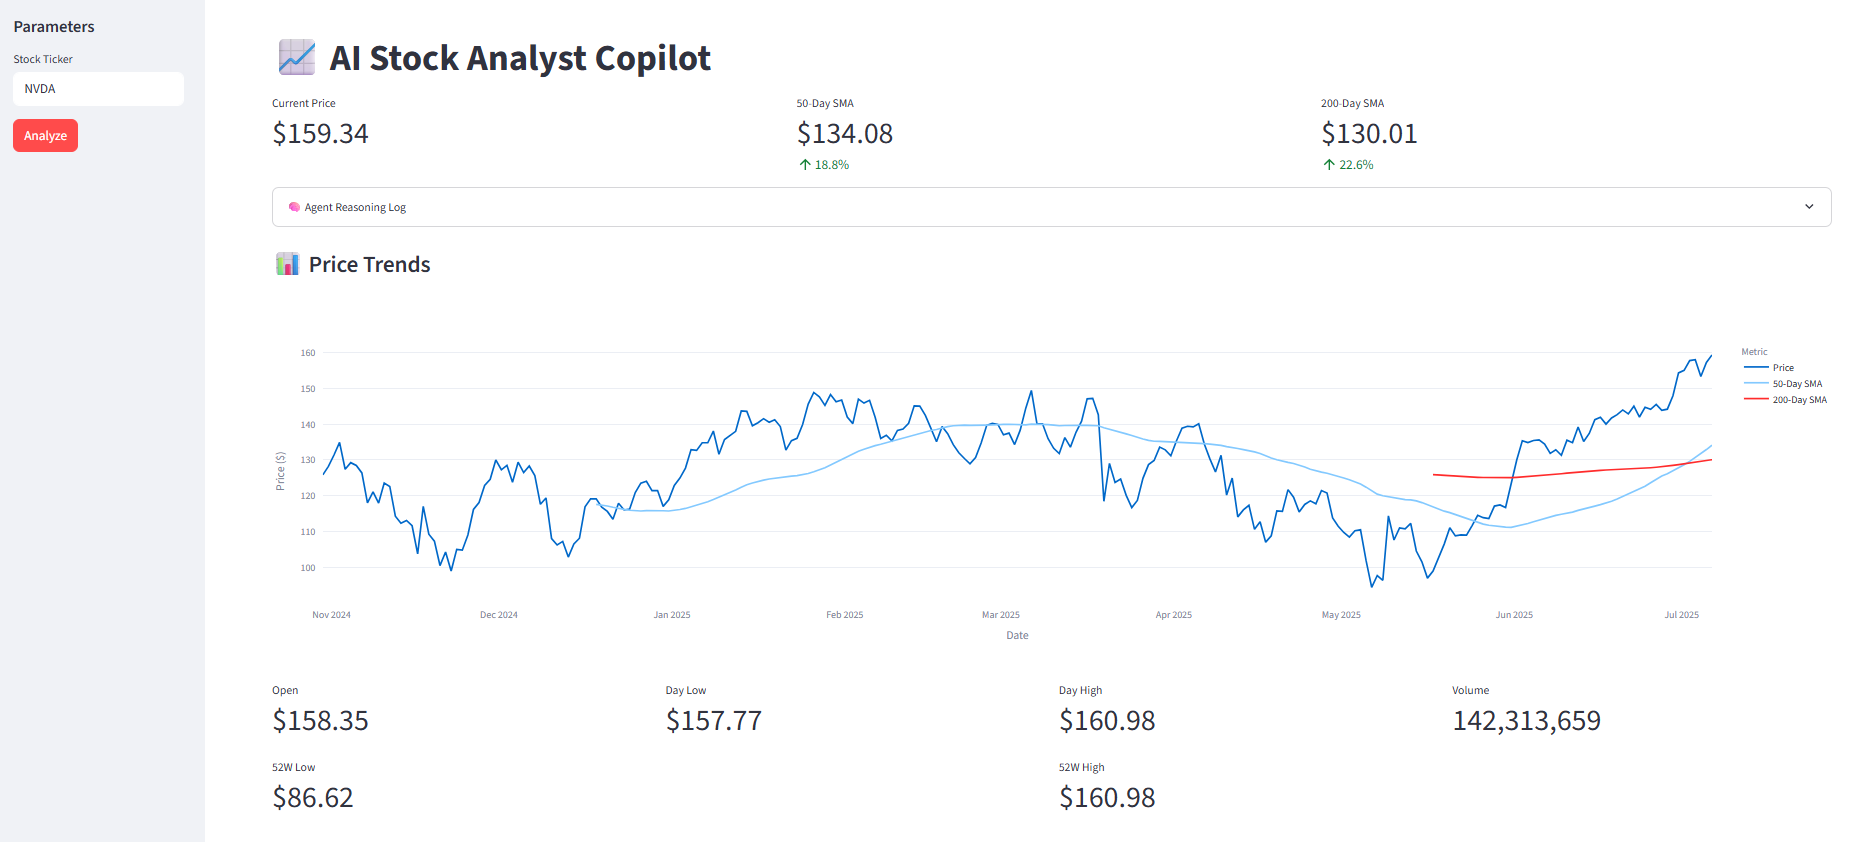 Parameters
Stock Ticker
NVDA
Analyze
AI Stock Analyst Copilot
Current Price
$159.34
50-Day SMA
$134.08
↑ 18.8%
200-Day SMA
$130.01
↑ 22.6%
Agent Reasoning Log
Price Trends
160
150
140
130
120
110
100
Price ($)
Nov 2024
Dec 2024
Jan 2025
Feb 2025
Mar 2025
Apr 2025
May 2025
Jun 2025
Jul 2025
Date
Metric
Price
50-Day SMA
200-Day SMA
Open
$158.35
Day Low
$157.77
Day High
$160.98
Volume
142,313,659
52W Low
$86.62
52W High
$160.98